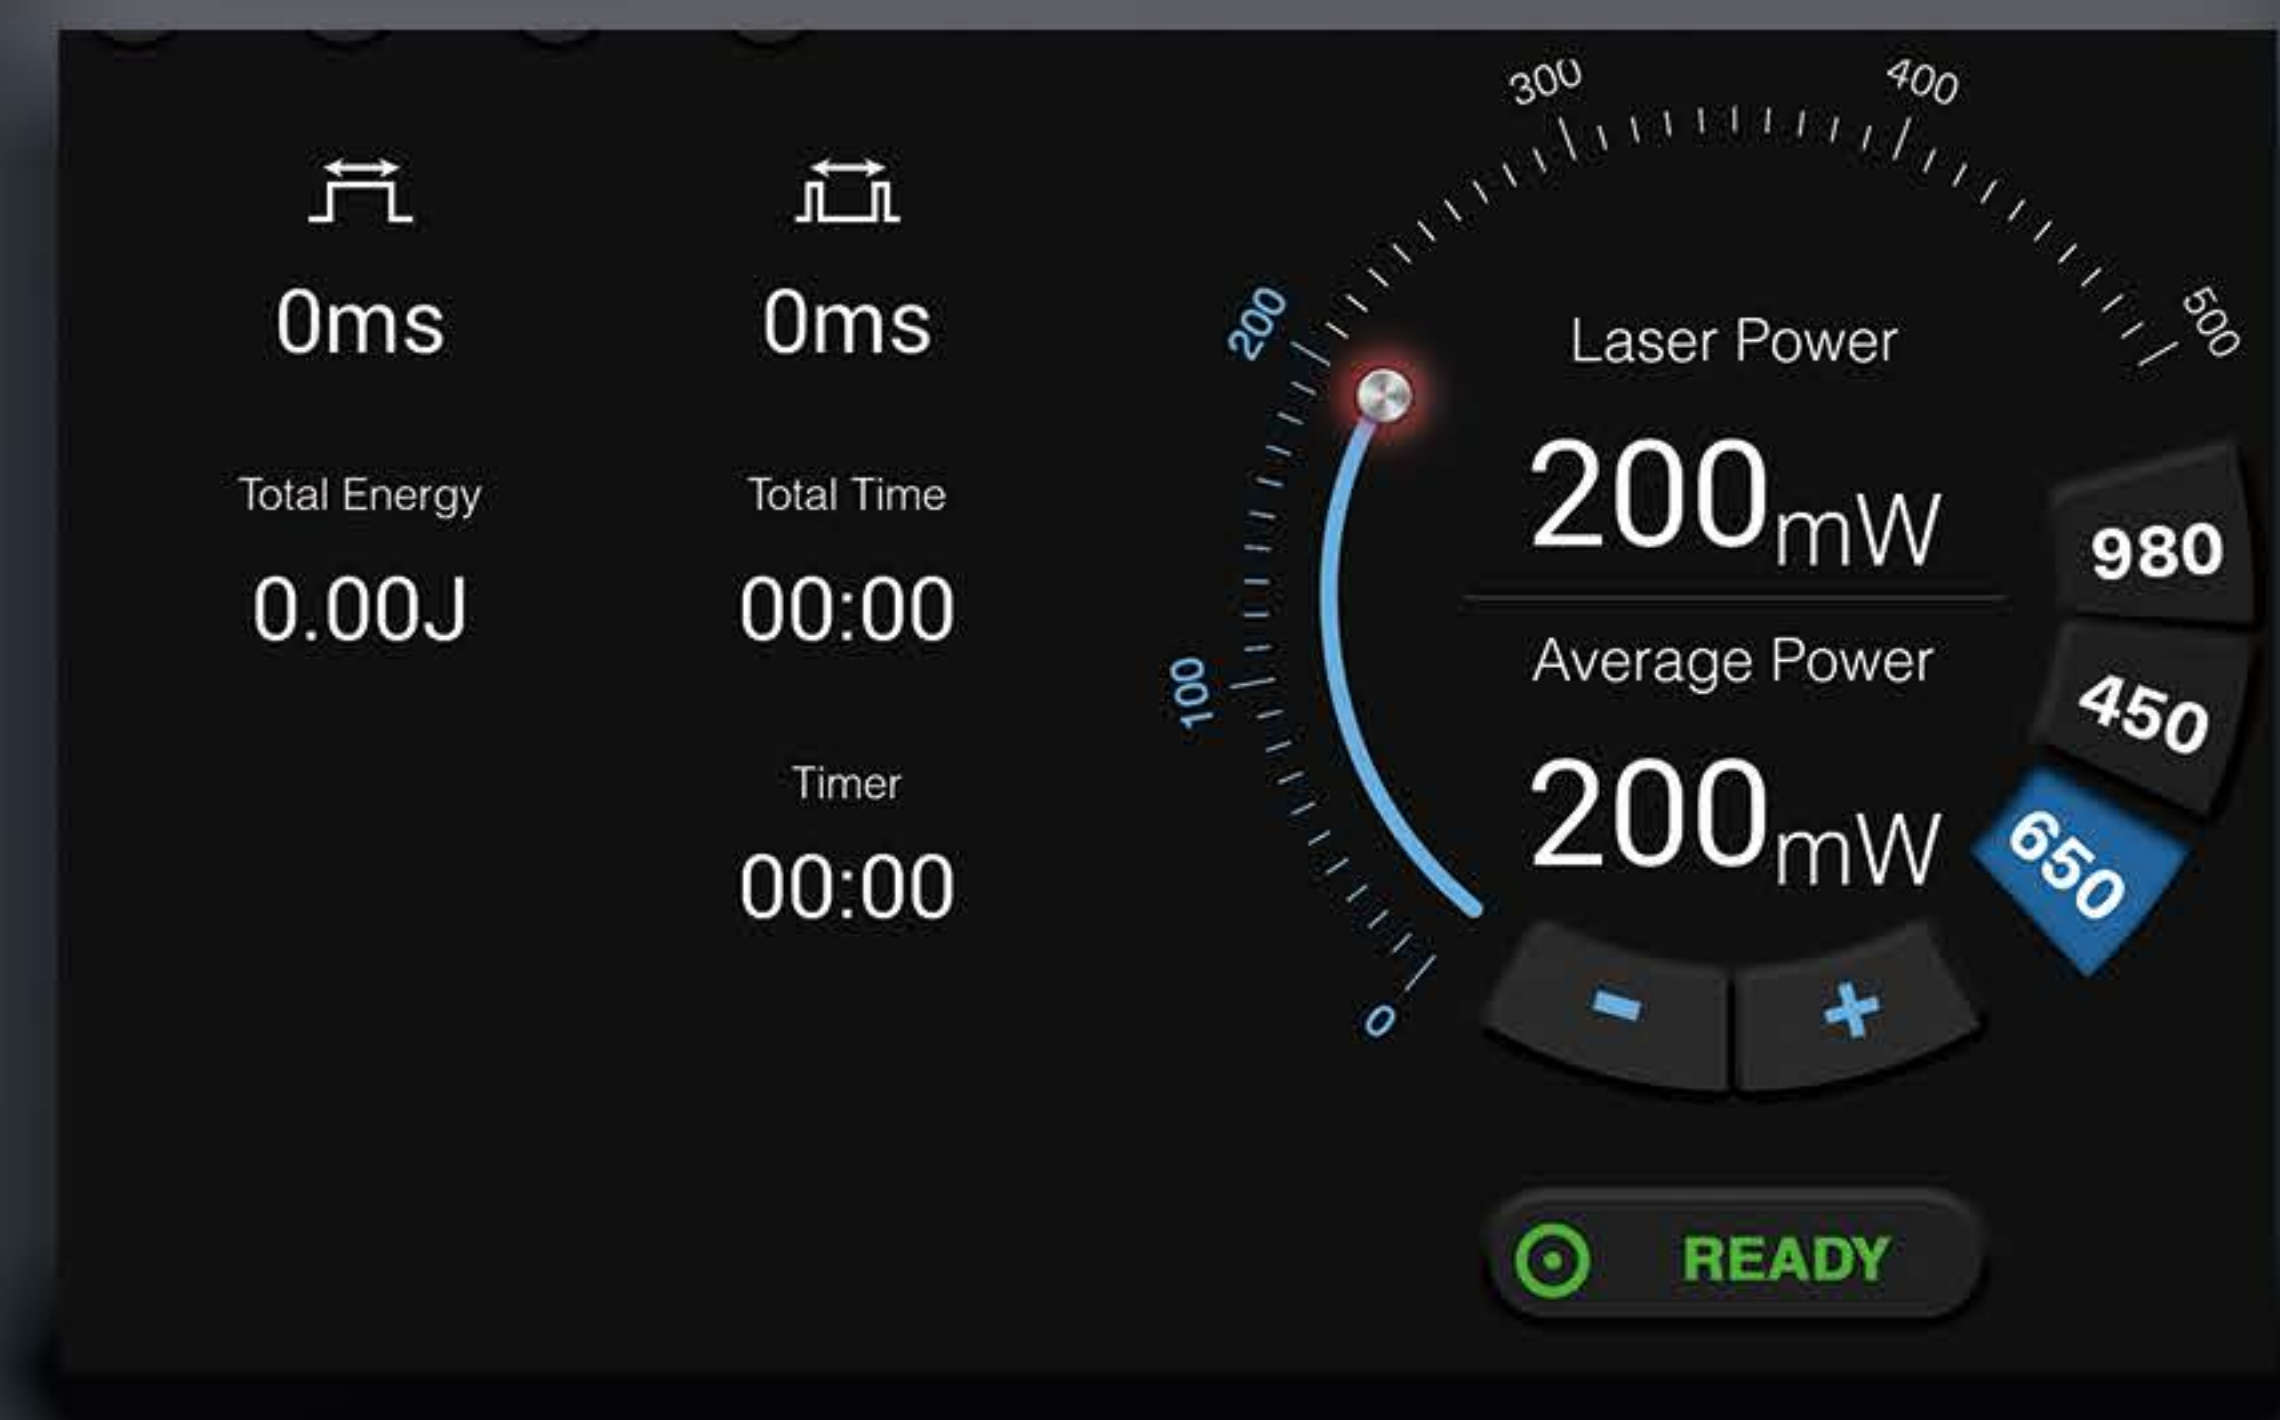 0ms
0ms
Total Energy
0.00J
Total Time
00:00
Timer
00:00
0
100
200
300
400
500
Laser Power
200mW
Average Power
200mW
980
450
650
- +
READY